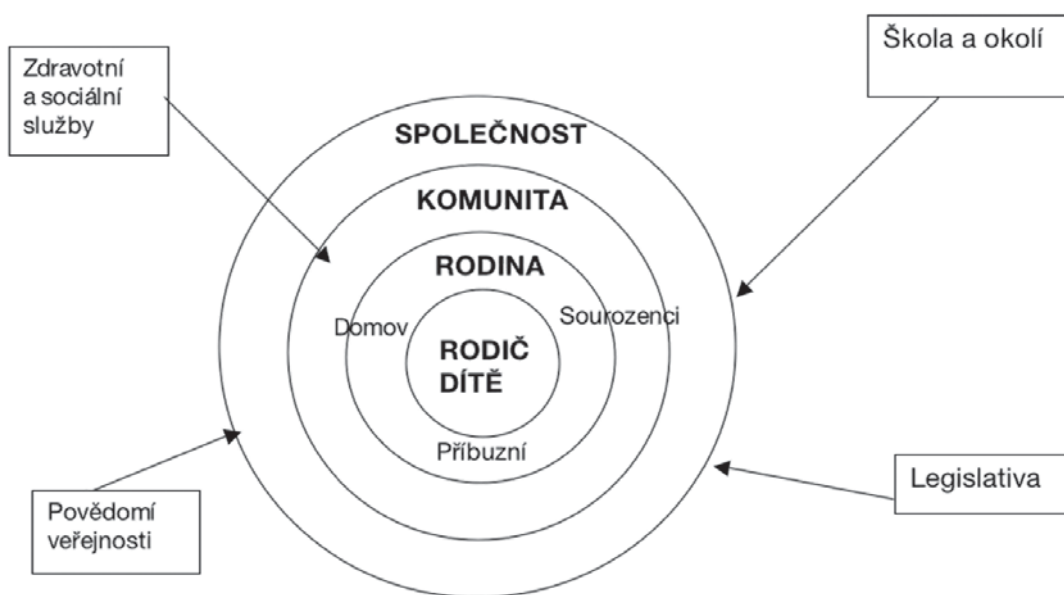 Škola a okolí
Zdravotní
a sociální
služby
SPOLEČNOST
KOMUNITA
RODINA
Domov
Sourozenci
RODIČ
DÍTĚ
Příbuzní
Legislativa
Povědomí
veřejnosti